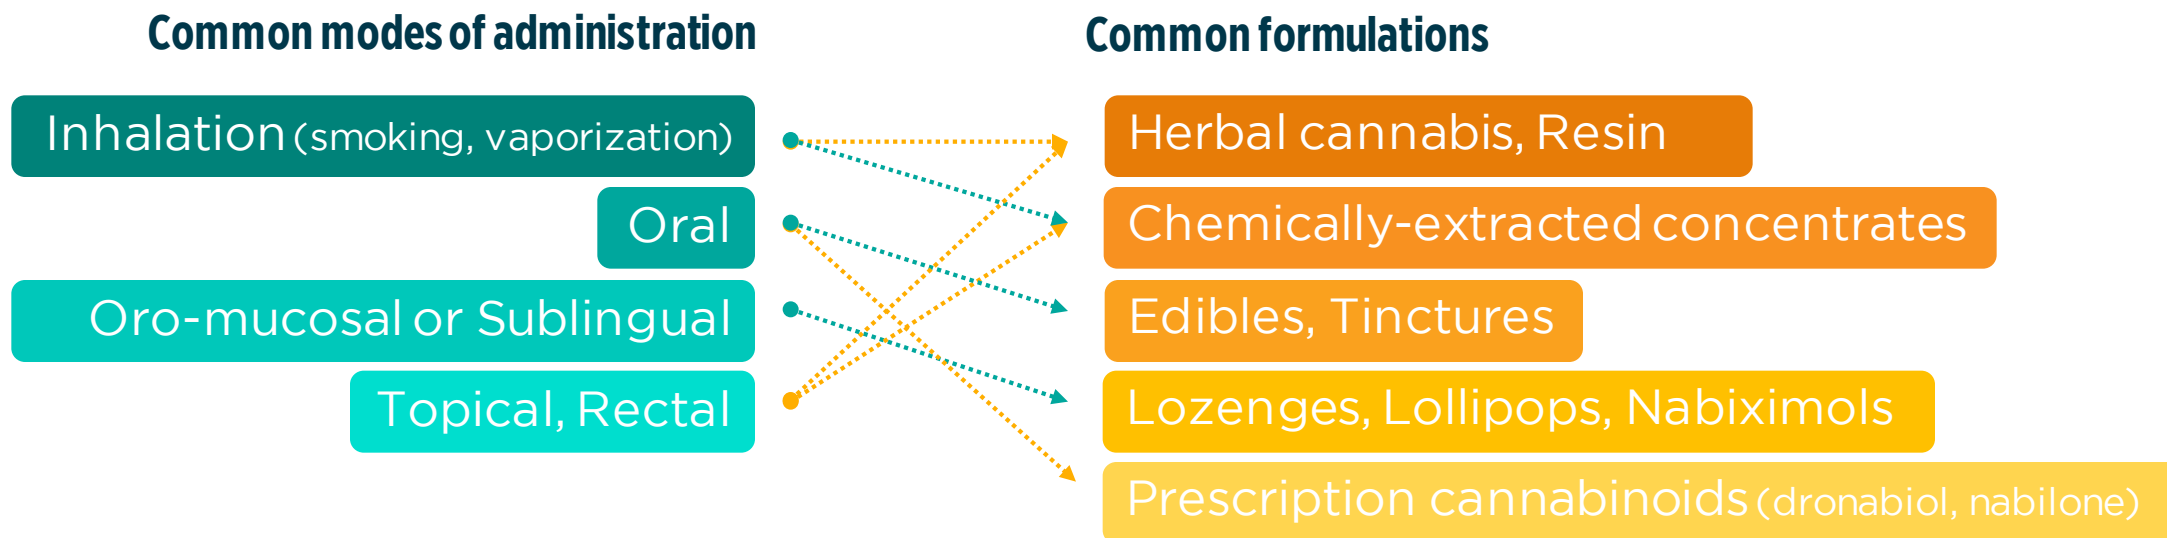 Common modes of administration
Inhalation (smoking, vaporization)
Oral
Oro-mucosal or Sublingual
Topical, Rectal
Common formulations
Herbal cannabis, Resin
Chemically-extracted concentrates
Edibles, Tinctures
Lozenges, Lollipops, Nabiximols
Prescription cannabinoids (dronabiol, nabilone)